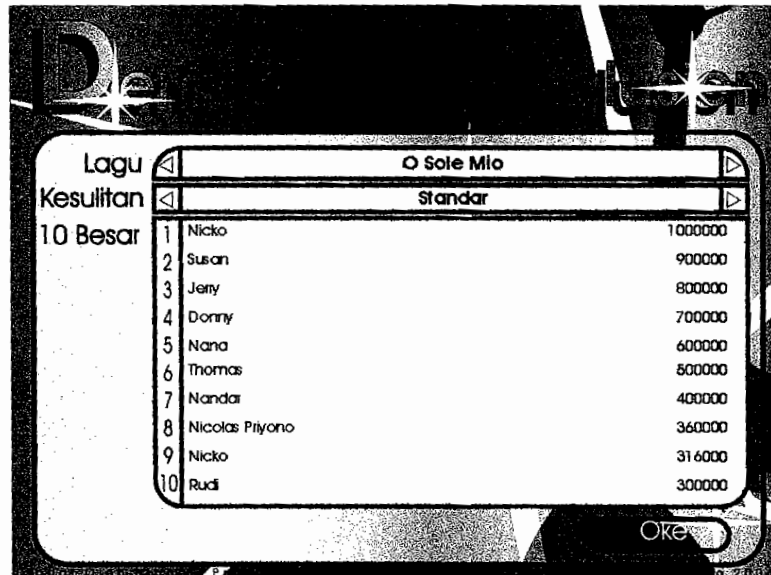 De
Lagu O Sole Mio
Kesulitan Standar
10 Besar
1 Nicko 1000000
2 Susan 900000
3 Jerry 800000
4 Donny 700000
5 Nana 600000
6 Thomas 500000
7 Nandar 400000
8 Nicolas Priyono 360000
9 Nicko 316000
10 Rudi 300000
Oke